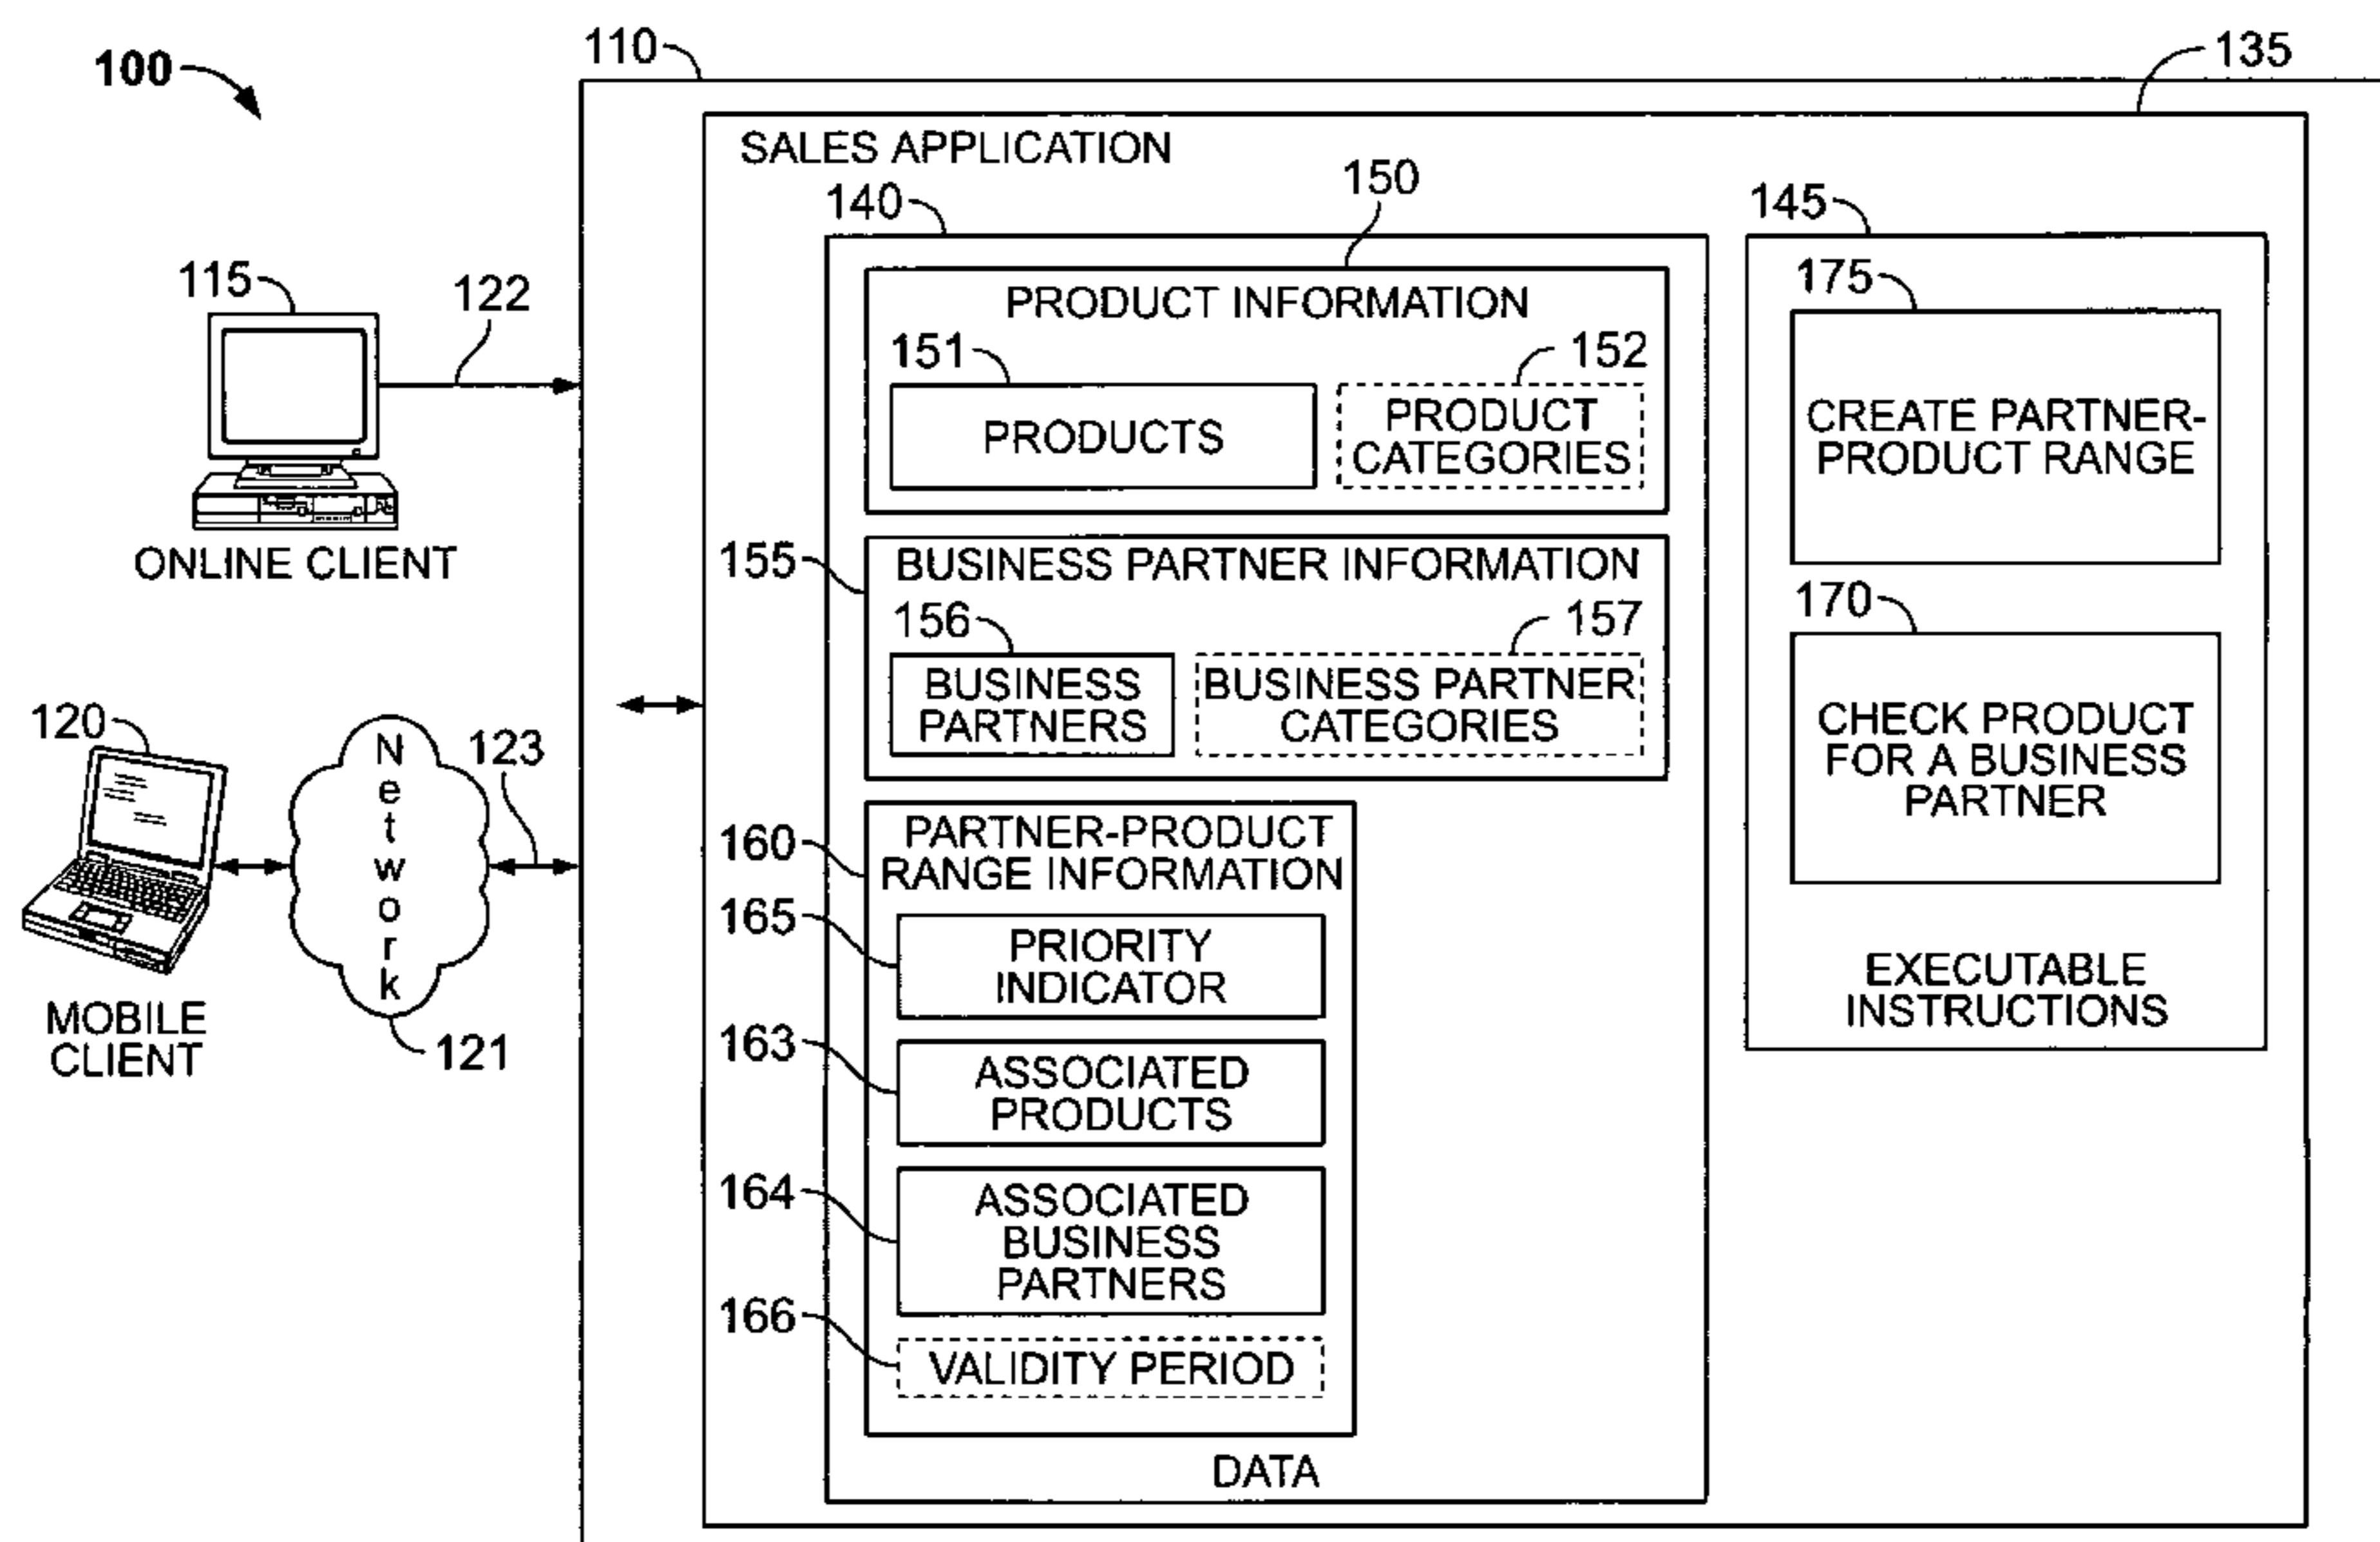 100
110
135
SALES APPLICATION
140
150
145
115
122
PRODUCT INFORMATION
175
151
152
PRODUCTS
PRODUCT
CATEGORIES
CREATE PARTNER-
PRODUCT RANGE
ONLINE CLIENT
155
BUSINESS PARTNER INFORMATION
170
156
157
BUSINESS
PARTNERS
BUSINESS PARTNER
CATEGORIES
CHECK PRODUCT
FOR A BUSINESS
PARTNER
120
Network
123
160
PARTNER-PRODUCT
RANGE INFORMATION
165
PRIORITY
INDICATOR
EXECUTABLE
INSTRUCTIONS
MOBILE
CLIENT
121
163
ASSOCIATED
PRODUCTS
164
ASSOCIATED
BUSINESS
PARTNERS
166
VALIDITY PERIOD
DATA